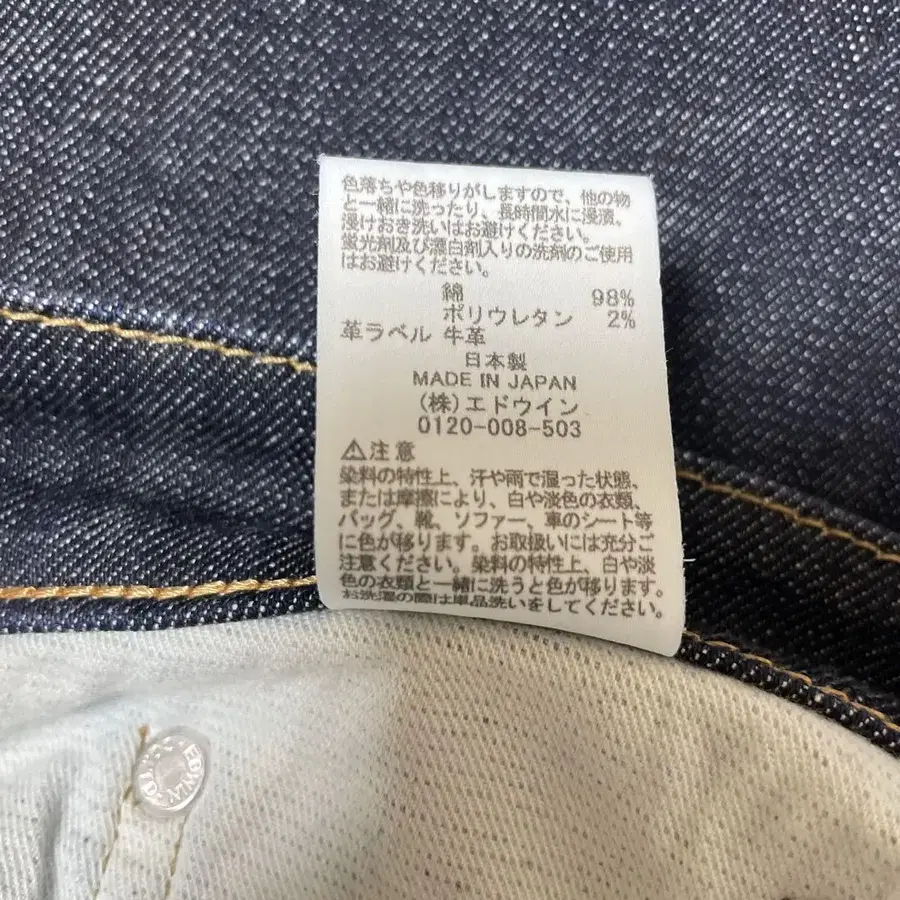 色落ちや色移りがしますので、他の物
と一緒に洗ったり、長時間水に浸漬、
浸けおき洗いはお避けください。
蛍光剤及び漂白剤入りの洗剤のご使用
はお避けください。
綿 98%
ポリウレタン 2%
革ラベル 牛革
日本製
MADE IN JAPAN
(株)エドウイン
0120-008-503
⚠注意
染料の特性上、汗や雨で湿った状態、
または摩擦により、白や淡色の衣類、
バッグ、靴、ソファー、車のシート等
に色が移ります。お取扱いには充分ご
注意ください。染料の特性上、白や淡
色の衣類と一緒に洗うと色が移ります。
お洗濯の際は単品洗いをしてください。
EDWIN